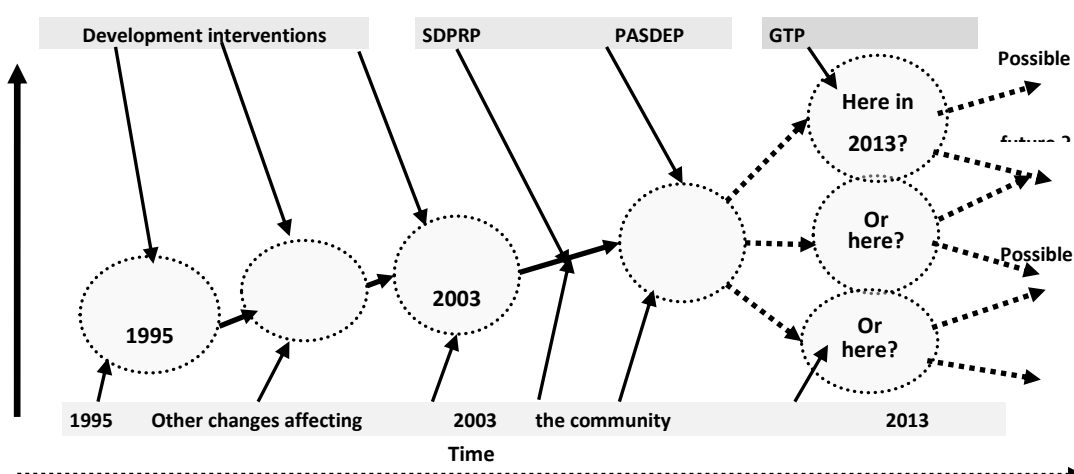 Development interventions
SDPRP
PASDEP
GTP
Possible
Here in
2013?
future ?
Or
here?
Possible
2003
1995
Or
here?
1995
Other changes affecting
2003
the community
2013
Time